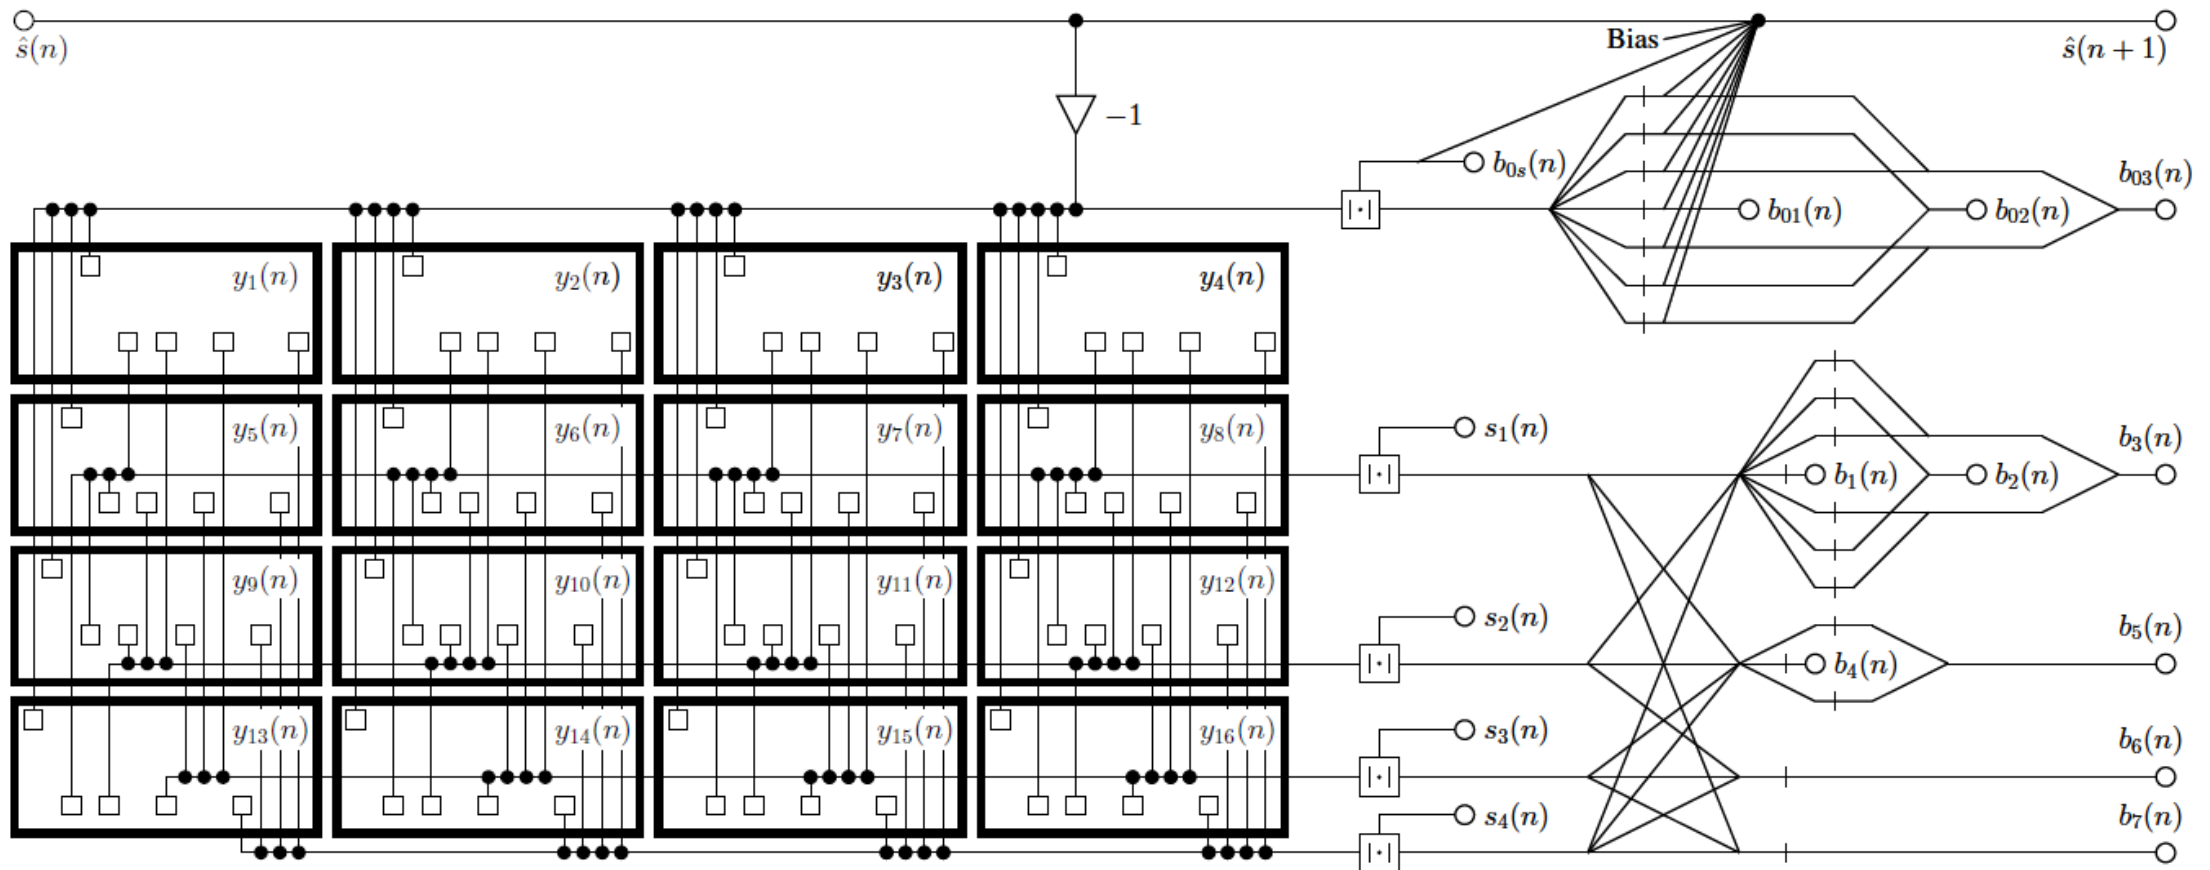 ŝ(n)
Bias
ŝ(n + 1)
−1
b₀ₛ(n)
b₀₃(n)
|·|
b₀₁(n)
b₀₂(n)
y₁(n)
y₂(n)
y₃(n)
y₄(n)
y₅(n)
y₆(n)
y₇(n)
y₈(n)
s₁(n)
b₃(n)
|·|
b₁(n)
b₂(n)
y₉(n)
y₁₀(n)
y₁₁(n)
y₁₂(n)
s₂(n)
b₅(n)
|·|
b₄(n)
y₁₃(n)
y₁₄(n)
y₁₅(n)
y₁₆(n)
s₃(n)
b₆(n)
|·|
s₄(n)
b₇(n)
|·|